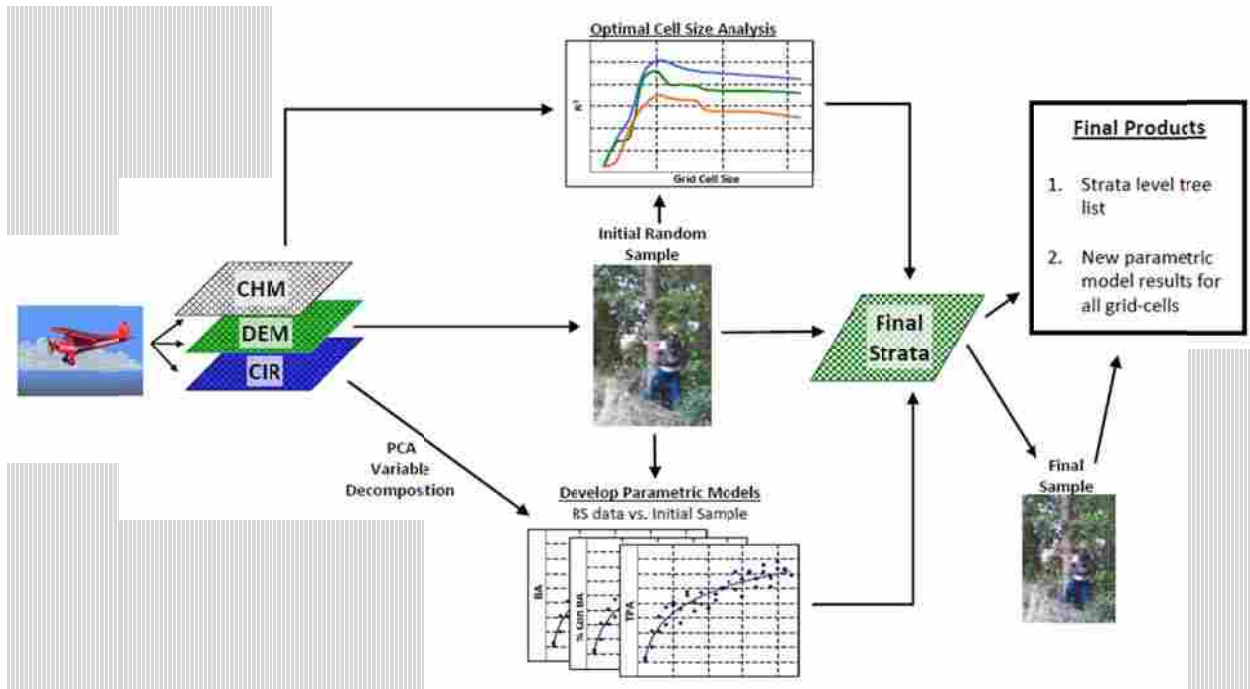 Optimal Cell Size Analysis
R²
Grid Cell Size
Final Products
1. Strata level tree
list
2. New parametric
model results for
all grid-cells
Initial Random
Sample
CHM
DEM
CIR
Final
Strata
PCA
Variable
Decompostion
Final
Sample
Develop Parametric Models
RS data vs. Initial Sample
BA
% Con BA
TPA